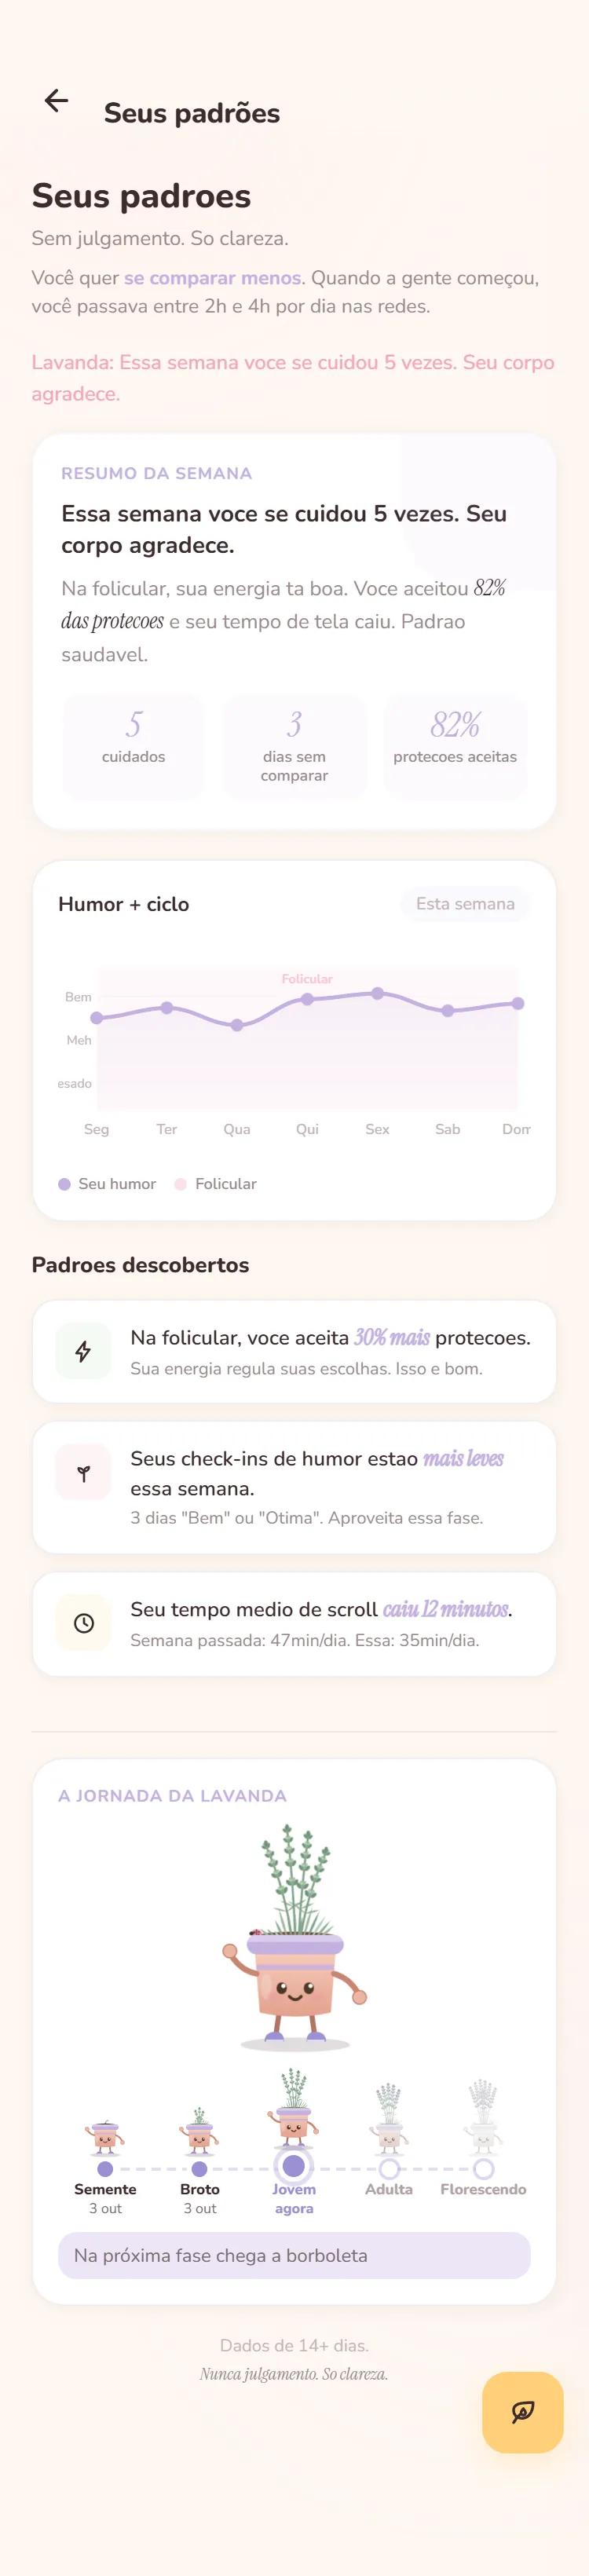 Seus padrões
Seus padroes
Sem julgamento. So clareza.
Você quer se comparar menos. Quando a gente começou,
você passava entre 2h e 4h por dia nas redes.
Lavanda: Essa semana voce se cuidou 5 vezes. Seu corpo
agradece.
RESUMO DA SEMANA
Essa semana voce se cuidou 5 vezes. Seu
corpo agradece.
Na folicular, sua energia ta boa. Voce aceitou 82%
das protecoes e seu tempo de tela caiu. Padrao
saudavel.
5
cuidados
3
dias sem
comparar
82%
protecoes aceitas
Humor + ciclo
Esta semana
Folicular
Bem
Meh
esado
Seg Ter Qua Qui Sex Sab Dom
Seu humor Folicular
Padroes descobertos
Na folicular, voce aceita 30% mais protecoes.
Sua energia regula suas escolhas. Isso e bom.
Seus check-ins de humor estao mais leves
essa semana.
3 dias "Bem" ou "Otima". Aproveita essa fase.
Seu tempo medio de scroll caiu 12 minutos.
Semana passada: 47min/dia. Essa: 35min/dia.
A JORNADA DA LAVANDA
Semente
3 out
Broto
3 out
Jovem
agora
Adulta
Florescendo
Na próxima fase chega a borboleta
Dados de 14+ dias.
Nunca julgamento. So clareza.